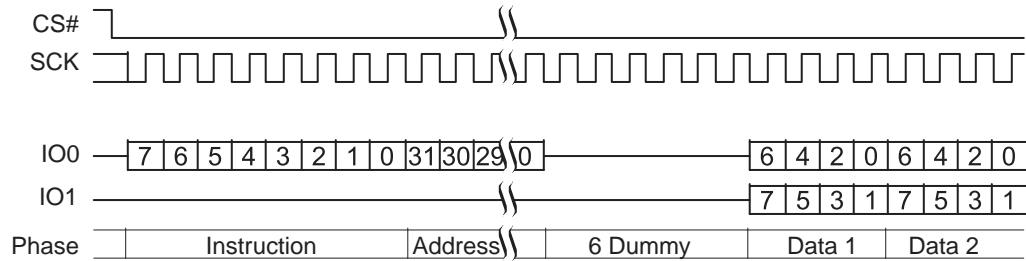 CS#
SCK
IO0 7 6 5 4 3 2 1 0 31 30 29 0 6 4 2 0 6 4 2 0
IO1 7 5 3 1 7 5 3 1
Phase Instruction Address 6 Dummy Data 1 Data 2